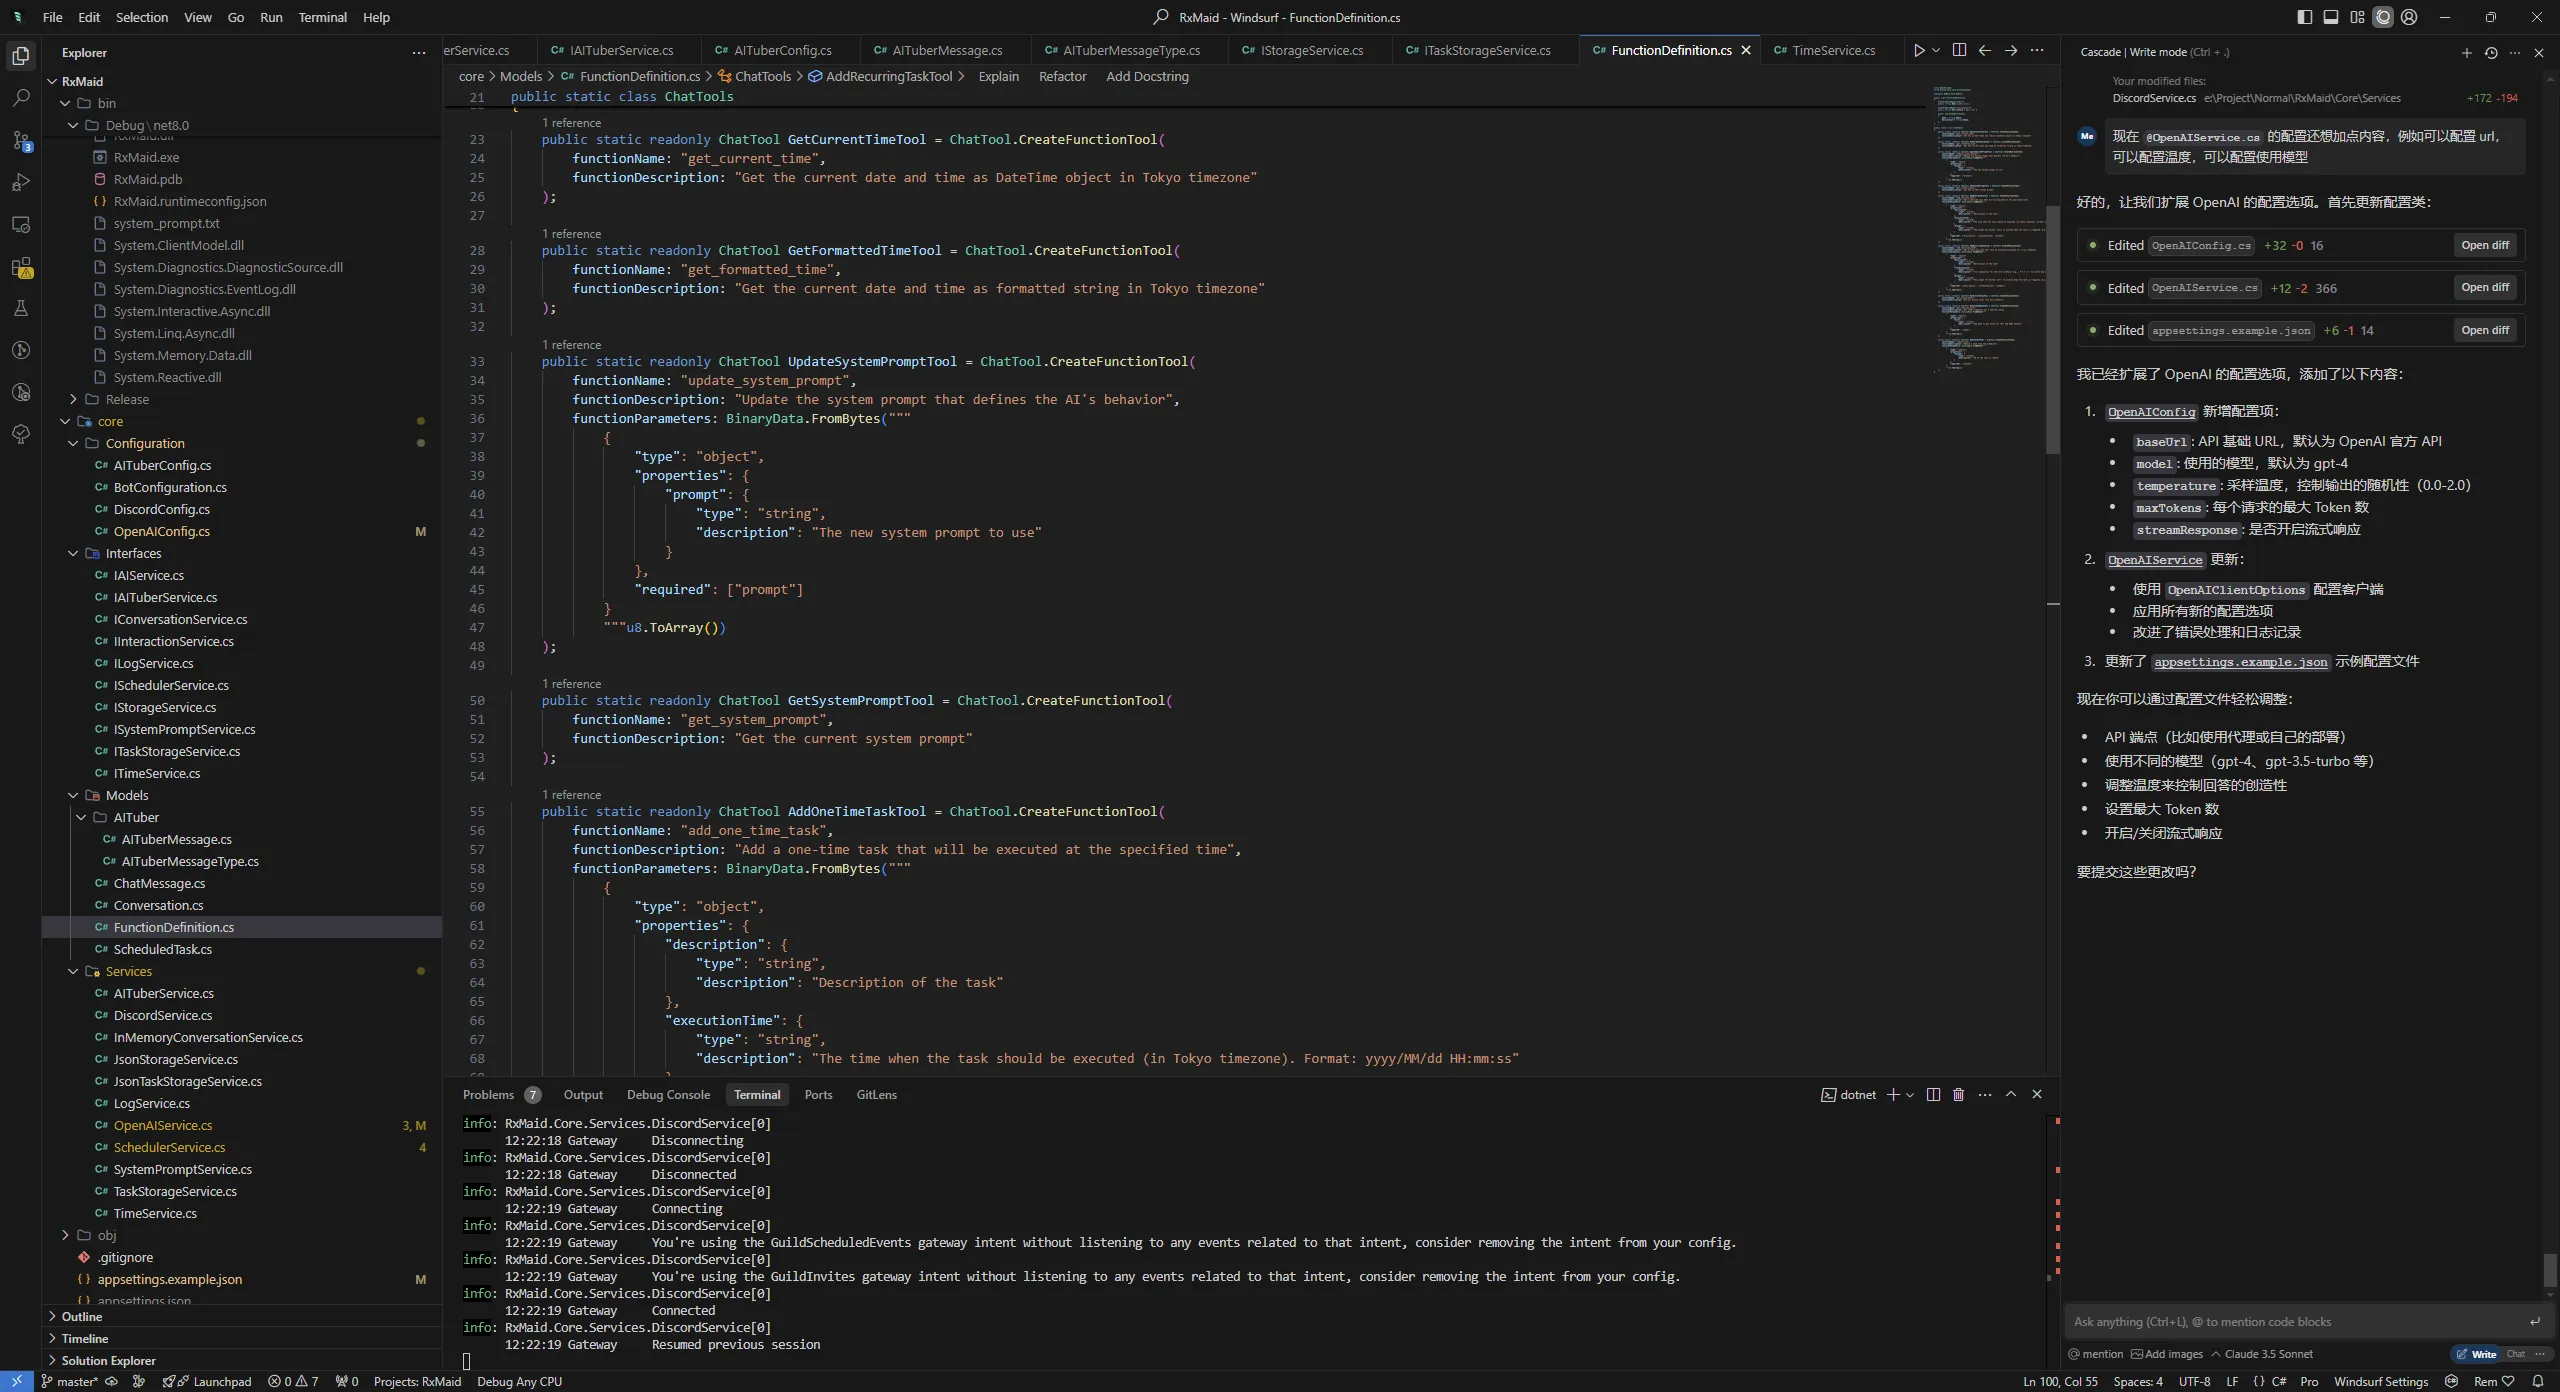 File Edit Selection View Go Run Terminal Help
RxMaid - Windsurf - FunctionDefinition.cs
Explorer
RxMaid
bin
Debug\net8.0
RxMaid.dll
RxMaid.exe
RxMaid.pdb
RxMaid.runtimeconfig.json
system_prompt.txt
System.ClientModel.dll
System.Diagnostics.DiagnosticSource.dll
System.Diagnostics.EventLog.dll
System.Interactive.Async.dll
System.Linq.Async.dll
System.Memory.Data.dll
System.Reactive.dll
Release
core
Configuration
AITuberConfig.cs
BotConfiguration.cs
DiscordConfig.cs
OpenAIConfig.cs M
Interfaces
IAIService.cs
IAITuberService.cs
IConversationService.cs
IInteractionService.cs
ILogService.cs
ISchedulerService.cs
IStorageService.cs
ISystemPromptService.cs
ITaskStorageService.cs
ITimeService.cs
Models
AITuber
AITuberMessage.cs
AITuberMessageType.cs
ChatMessage.cs
Conversation.cs
FunctionDefinition.cs
ScheduledTask.cs
Services
AITuberService.cs
DiscordService.cs
InMemoryConversationService.cs
JsonStorageService.cs
JsonTaskStorageService.cs
LogService.cs
OpenAIService.cs 3, M
SchedulerService.cs 4
SystemPromptService.cs
TaskStorageService.cs
TimeService.cs
obj
.gitignore
appsettings.example.json M
appsettings.json
Outline
Timeline
Solution Explorer
erService.cs IAITuberService.cs AITuberConfig.cs AITuberMessage.cs AITuberMessageType.cs IStorageService.cs ITaskStorageService.cs FunctionDefinition.cs TimeService.cs
core > Models > FunctionDefinition.cs > ChatTools > AddRecurringTaskTool > Explain Refactor Add Docstring
21 public static class ChatTools
{
1 reference
23 public static readonly ChatTool GetCurrentTimeTool = ChatTool.CreateFunctionTool(
24 functionName: "get_current_time",
25 functionDescription: "Get the current date and time as DateTime object in Tokyo timezone"
26 );
27
1 reference
28 public static readonly ChatTool GetFormattedTimeTool = ChatTool.CreateFunctionTool(
29 functionName: "get_formatted_time",
30 functionDescription: "Get the current date and time as formatted string in Tokyo timezone"
31 );
32
1 reference
33 public static readonly ChatTool UpdateSystemPromptTool = ChatTool.CreateFunctionTool(
34 functionName: "update_system_prompt",
35 functionDescription: "Update the system prompt that defines the AI's behavior",
36 functionParameters: BinaryData.FromBytes("""
37 {
38 "type": "object",
39 "properties": {
40 "prompt": {
41 "type": "string",
42 "description": "The new system prompt to use"
43 }
44 },
45 "required": ["prompt"]
46 }
47 """u8.ToArray())
48 );
49
1 reference
50 public static readonly ChatTool GetSystemPromptTool = ChatTool.CreateFunctionTool(
51 functionName: "get_system_prompt",
52 functionDescription: "Get the current system prompt"
53 );
54
1 reference
55 public static readonly ChatTool AddOneTimeTaskTool = ChatTool.CreateFunctionTool(
56 functionName: "add_one_time_task",
57 functionDescription: "Add a one-time task that will be executed at the specified time",
58 functionParameters: BinaryData.FromBytes("""
59 {
60 "type": "object",
61 "properties": {
62 "description": {
63 "type": "string",
64 "description": "Description of the task"
65 },
66 "executionTime": {
67 "type": "string",
68 "description": "The time when the task should be executed (in Tokyo timezone). Format: yyyy/MM/dd HH:mm:ss"
Problems 7 Output Debug Console Terminal Ports GitLens
dotnet
info: RxMaid.Core.Services.DiscordService[0]
12:22:18 Gateway Disconnecting
info: RxMaid.Core.Services.DiscordService[0]
12:22:18 Gateway Disconnected
info: RxMaid.Core.Services.DiscordService[0]
12:22:19 Gateway Connecting
info: RxMaid.Core.Services.DiscordService[0]
12:22:19 Gateway You're using the GuildScheduledEvents gateway intent without listening to any events related to that intent, consider removing the intent from your config.
info: RxMaid.Core.Services.DiscordService[0]
12:22:19 Gateway You're using the GuildInvites gateway intent without listening to any events related to that intent, consider removing the intent from your config.
info: RxMaid.Core.Services.DiscordService[0]
12:22:19 Gateway Connected
info: RxMaid.Core.Services.DiscordService[0]
12:22:19 Gateway Resumed previous session
Cascade | Write mode (Ctrl + .)
Your modified files:
DiscordService.cs e:\Project\Normal\RxMaid\Core\Services +172 -194
Me 现在 @OpenAIService.cs 的配置还想加点内容，例如可以配置 url，
可以配置温度，可以配置使用模型
好的，让我们扩展 OpenAI 的配置选项。首先更新配置类：
Edited OpenAIConfig.cs +32 -0 16 Open diff
Edited OpenAIService.cs +12 -2 366 Open diff
Edited appsettings.example.json +6 -1 14 Open diff
我已经扩展了 OpenAI 的配置选项，添加了以下内容：
1. OpenAIConfig 新增配置项：
• baseUrl: API 基础 URL，默认为 OpenAI 官方 API
• model: 使用的模型，默认为 gpt-4
• temperature: 采样温度，控制输出的随机性（0.0-2.0）
• maxTokens: 每个请求的最大 Token 数
• streamResponse: 是否开启流式响应
2. OpenAIService 更新：
• 使用 OpenAIClientOptions 配置客户端
• 应用所有新的配置选项
• 改进了错误处理和日志记录
3. 更新了 appsettings.example.json 示例配置文件
现在你可以通过配置文件轻松调整：
• API 端点（比如使用代理或自己的部署）
• 使用不同的模型（gpt-4、gpt-3.5-turbo 等）
• 调整温度来控制回答的创造性
• 设置最大 Token 数
• 开启/关闭流式响应
要提交这些更改吗？
Ask anything (Ctrl+L), @ to mention code blocks
@ mention Add images Claude 3.5 Sonnet Write Chat
master* Launchpad 0 7 0 Projects: RxMaid Debug Any CPU
Ln 100, Col 55 Spaces: 4 UTF-8 LF {} C# Pro Windsurf Settings Rem